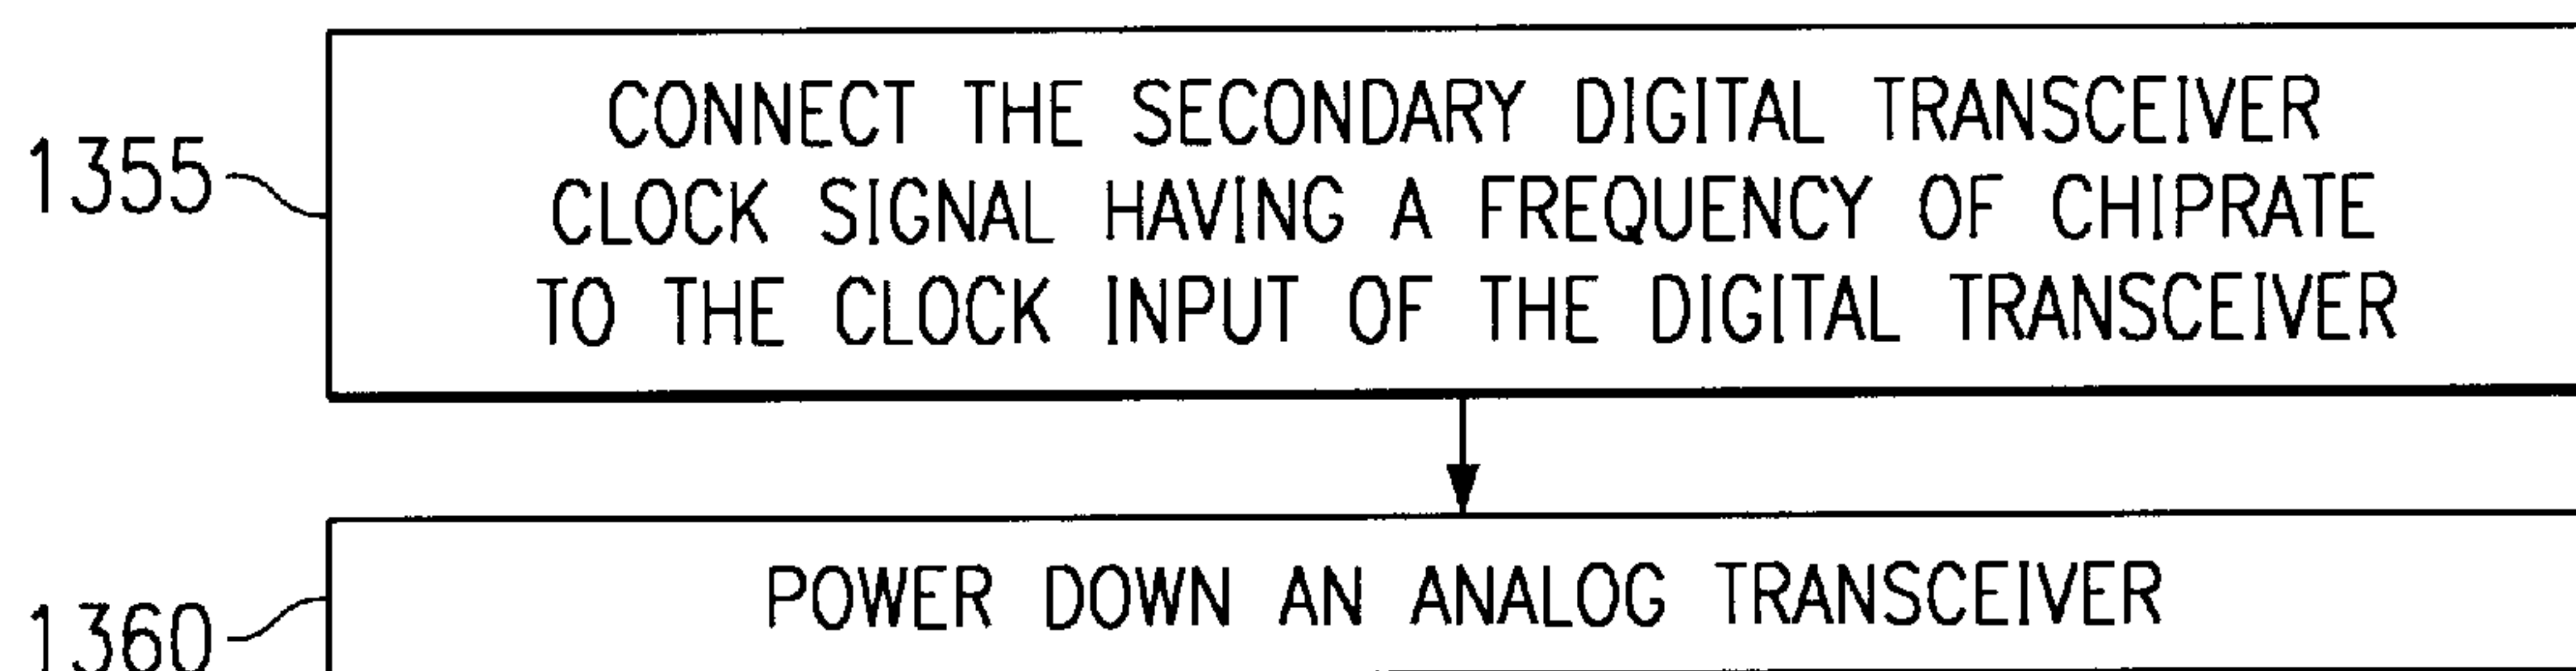 CONNECT THE SECONDARY DIGITAL TRANSCEIVER
1355
CLOCK SIGNAL HAVING A FREQUENCY OF CHIPRATE
TO THE CLOCK INPUT OF THE DIGITAL TRANSCEIVER
POWER DOWN AN ANALOG TRANSCEIVER
1360